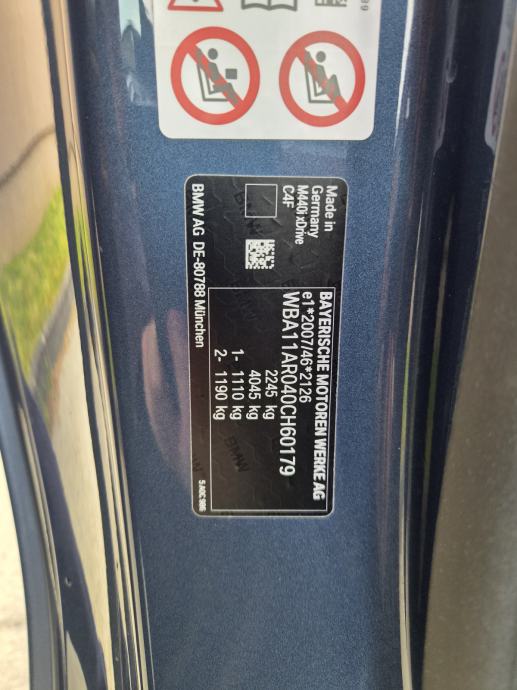 BAYERISCHE MOTOREN WERKE AG
e1*2007/46*2126
WBA11AR040CH60179
2245 kg
4045 kg
1- 1110 kg
2- 1190 kg
Made in
Germany
M440i xDrive
C4F
BMW AG DE-80788 München
BMW